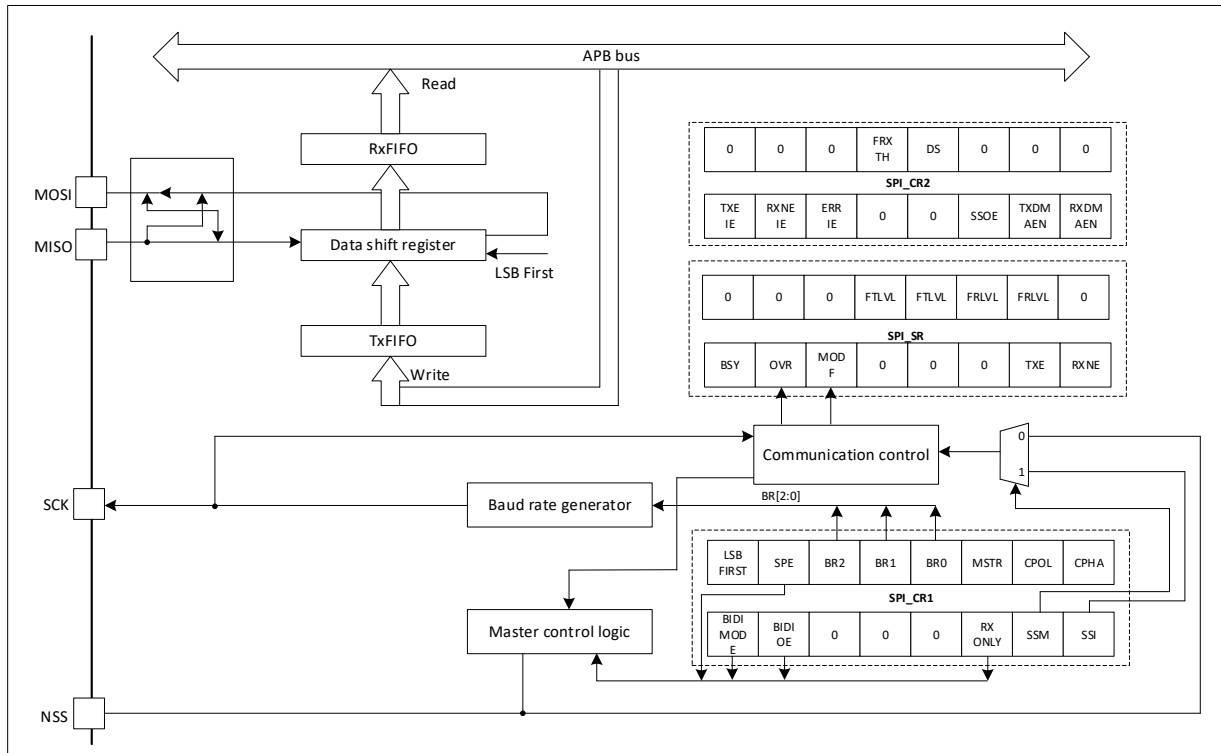 APB bus
Read
RxFIFO
MOSI
MISO
Data shift register
LSB First
TxFIFO
Write
0 0 0 FRX TH DS 0 0 0
SPI_CR2
TXE IE RXNE IE ERR IE 0 0 SSOE TXDM AEN RXDM AEN
0 0 0 FTLVL FTLVL FRLVL FRLVL 0
SPI_SR
BSY OVR MOD F 0 0 0 TXE RXNE
Communication control
0
1
SCK
Baud rate generator
BR[2:0]
LSB FIRST SPE BR2 BR1 BR0 MSTR CPOL CPHA
SPI_CR1
BIDI MOD E BIDI OE 0 0 0 RX ONLY SSM SSI
Master control logic
NSS